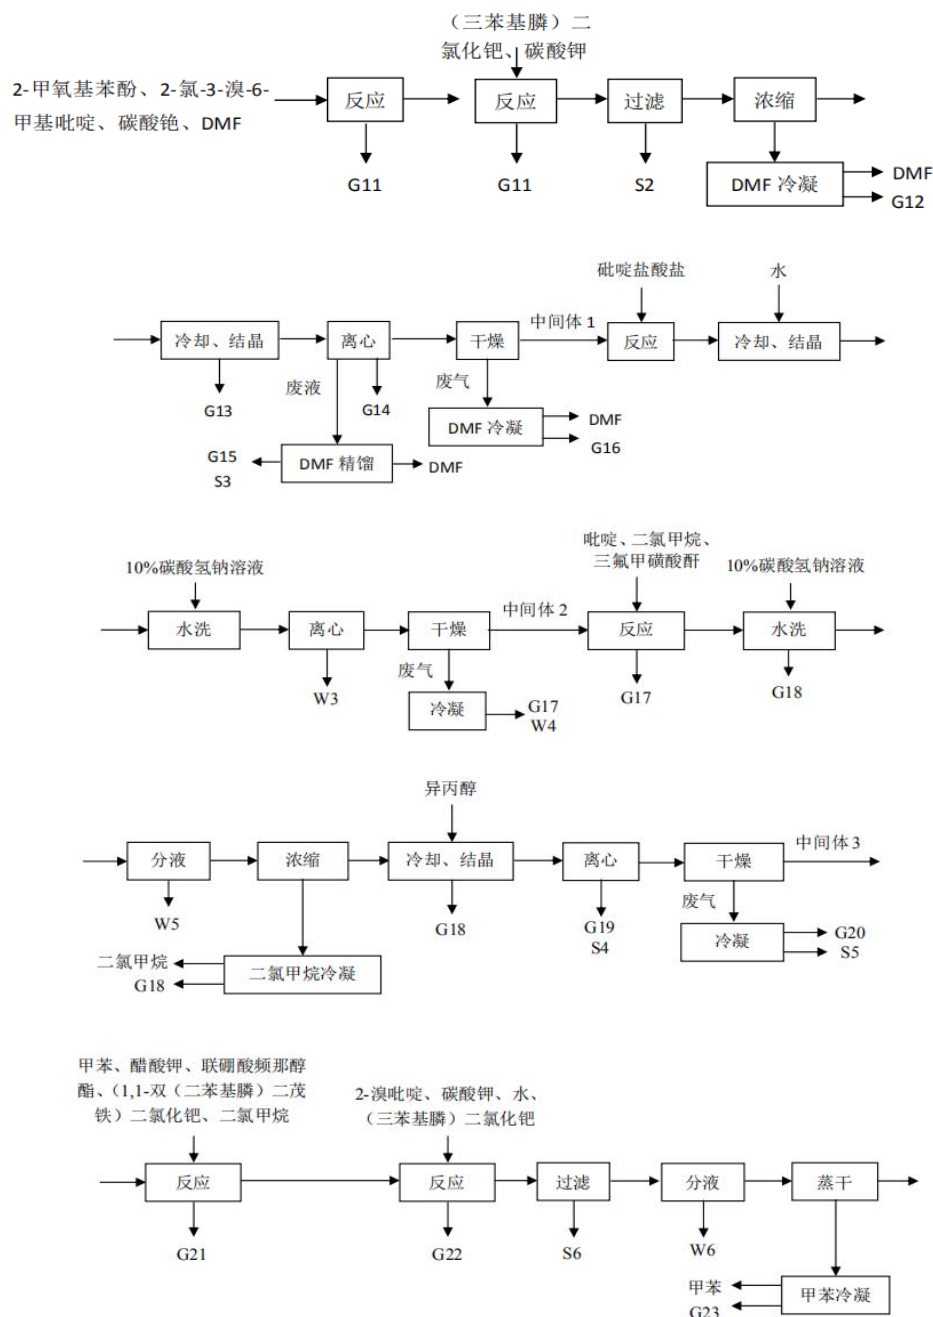 （三苯基膦）二
氯化钯、碳酸钾
2-甲氧基苯酚、2-氯-3-溴-6-
甲基吡啶、碳酸铯、DMF
反应
反应
过滤
浓缩
G11
G11
S2
DMF 冷凝
DMF
G12
吡啶盐酸盐
水
冷却、结晶
离心
干燥
中间体 1
反应
冷却、结晶
G13
废液
G14
废气
DMF 冷凝
DMF
G16
G15
S3
DMF 精馏
DMF
10%碳酸氢钠溶液
吡啶、二氯甲烷、
三氟甲磺酸酐
10%碳酸氢钠溶液
水洗
离心
干燥
中间体 2
反应
水洗
W3
废气
冷凝
G17
W4
G17
G18
异丙醇
分液
浓缩
冷却、结晶
离心
干燥
中间体 3
W5
G18
G19
S4
废气
冷凝
G20
S5
二氯甲烷
G18
二氯甲烷冷凝
甲苯、醋酸钾、联硼酸频那醇
酯、(1,1-双（二苯基膦）二茂
铁）二氯化钯、二氯甲烷
2-溴吡啶、碳酸钾、水、
（三苯基膦）二氯化钯
反应
反应
过滤
分液
蒸干
G21
G22
S6
W6
甲苯
G23
甲苯冷凝